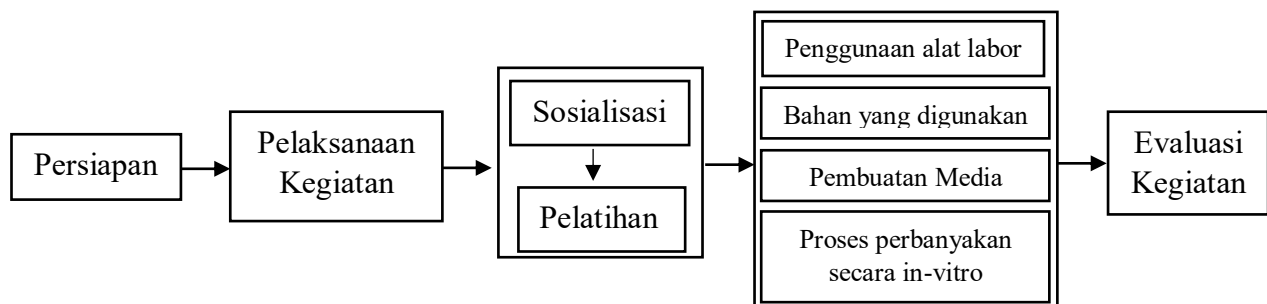 Persiapan
Pelaksanaan
Kegiatan
Sosialisasi
Pelatihan
Penggunaan alat labor
Bahan yang digunakan
Pembuatan Media
Proses perbanyakan
secara in-vitro
Evaluasi
Kegiatan